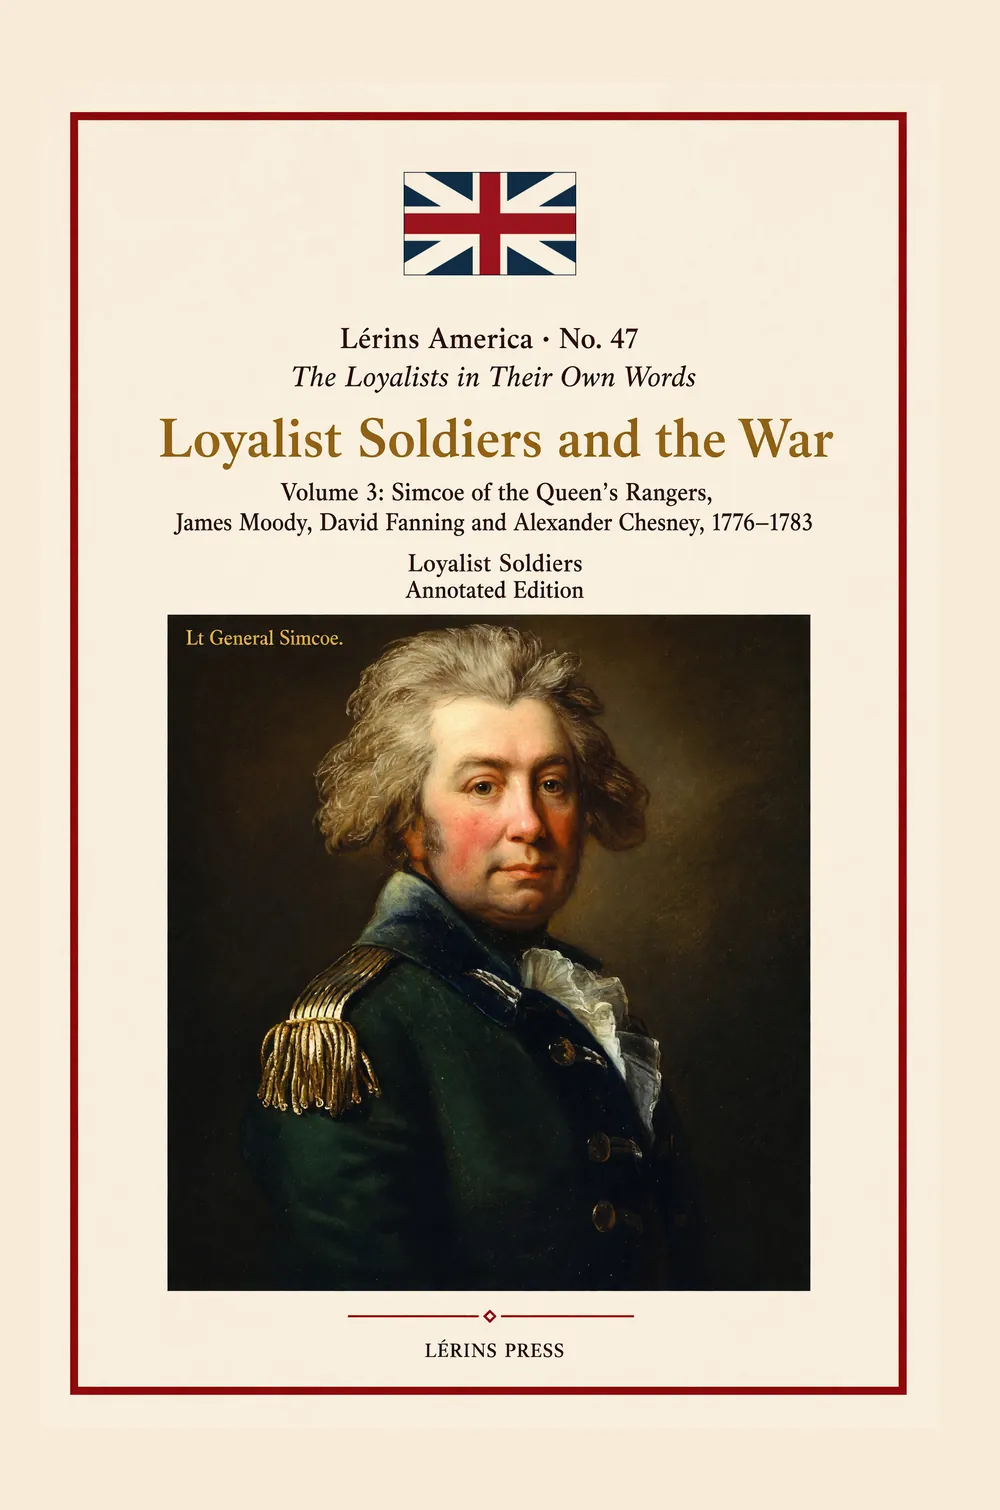 Lérins America · No. 47
The Loyalists in Their Own Words
Loyalist Soldiers and the War
Volume 3: Simcoe of the Queen’s Rangers,
James Moody, David Fanning and Alexander Chesney, 1776–1783
Loyalist Soldiers
Annotated Edition
Lt General Simcoe.
LÉRINS PRESS